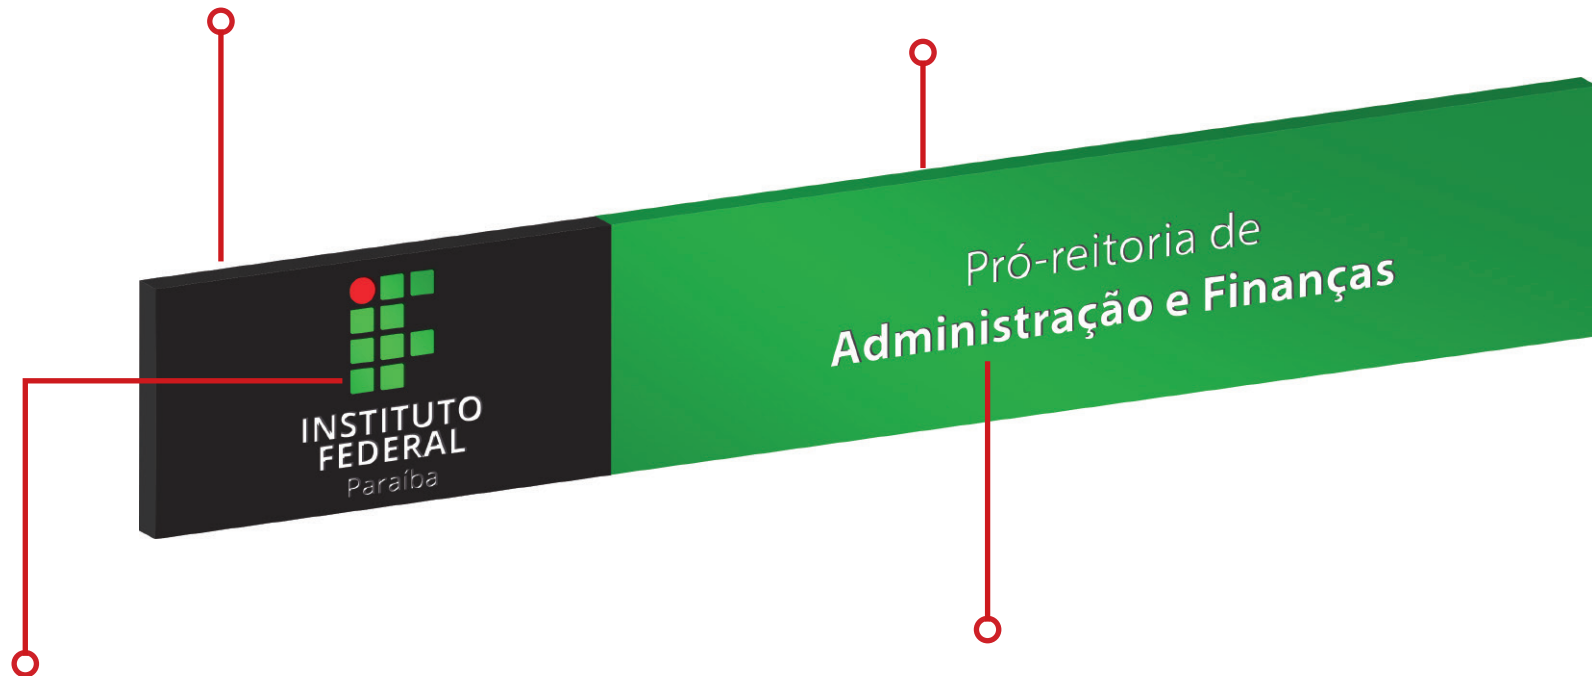 INSTITUTO
FEDERAL
Paraíba
Pró-reitoria de
Administração e Finanças